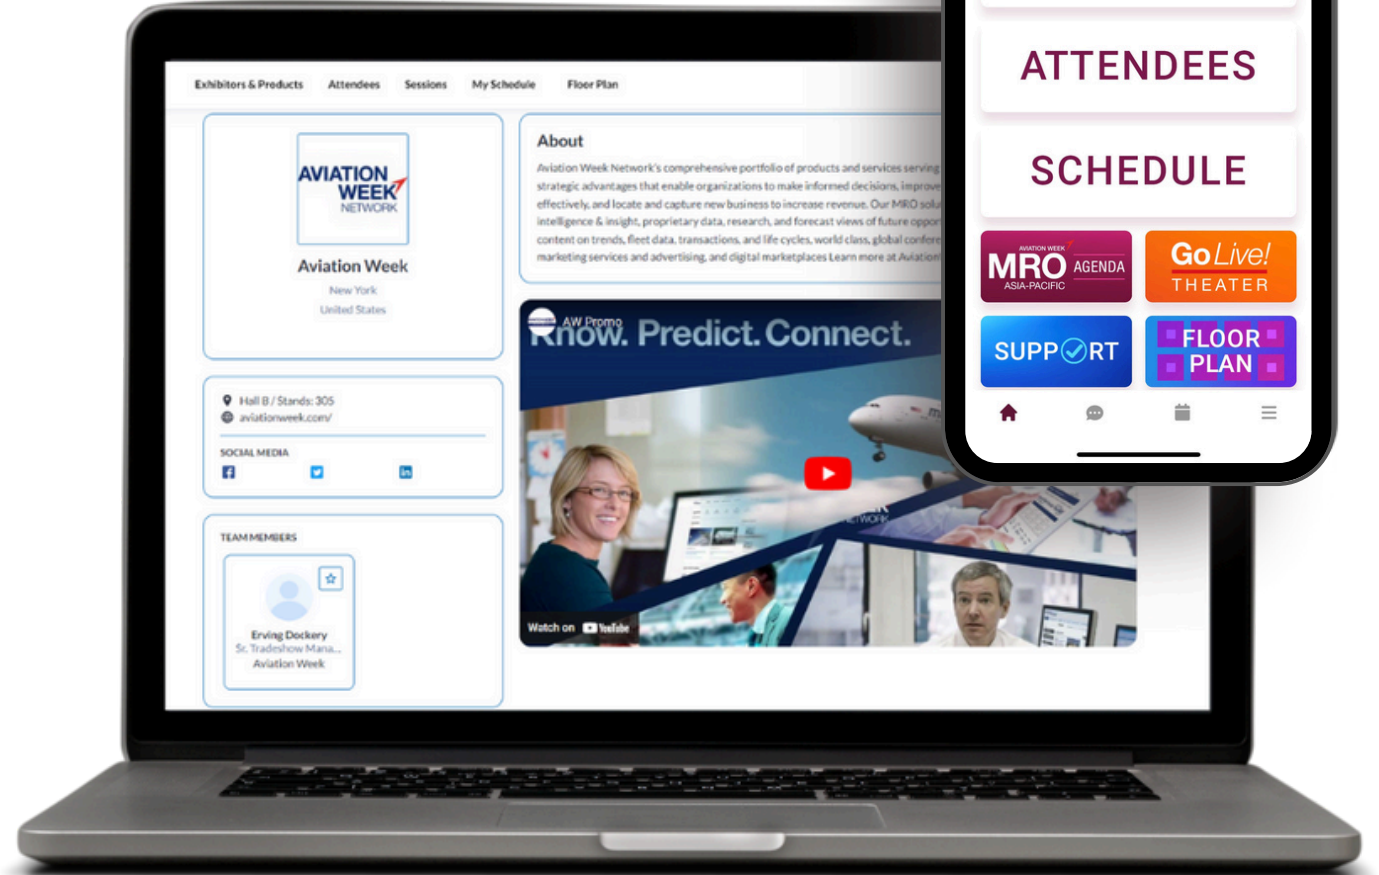 Exhibitors & Products Attendees Sessions My Schedule Floor Plan
AVIATION
WEEK
NETWORK
Aviation Week
New York
United States
Hall B / Stands: 305
aviationweek.com/
SOCIAL MEDIA
TEAM MEMBERS
Erving Dockery
Sr. Tradeshow Mana...
Aviation Week
About
Aviation Week Network's comprehensive portfolio of products and services serving
strategic advantages that enable organizations to make informed decisions, improve
effectively, and locate and capture new business to increase revenue. Our MRO
intelligence & insight, proprietary data, research, and forecast views of future
content on trends, fleet data, transactions, and life cycles, world class, global
marketing services and advertising, and digital marketplaces Learn more at
AW Promo
Know. Predict. Connect.
NETWORK
Watch on YouTube
ATTENDEES
SCHEDULE
AVIATION WEEK
MRO AGENDA
ASIA-PACIFIC
Go Live!
THEATER
SUPPORT
FLOOR
PLAN